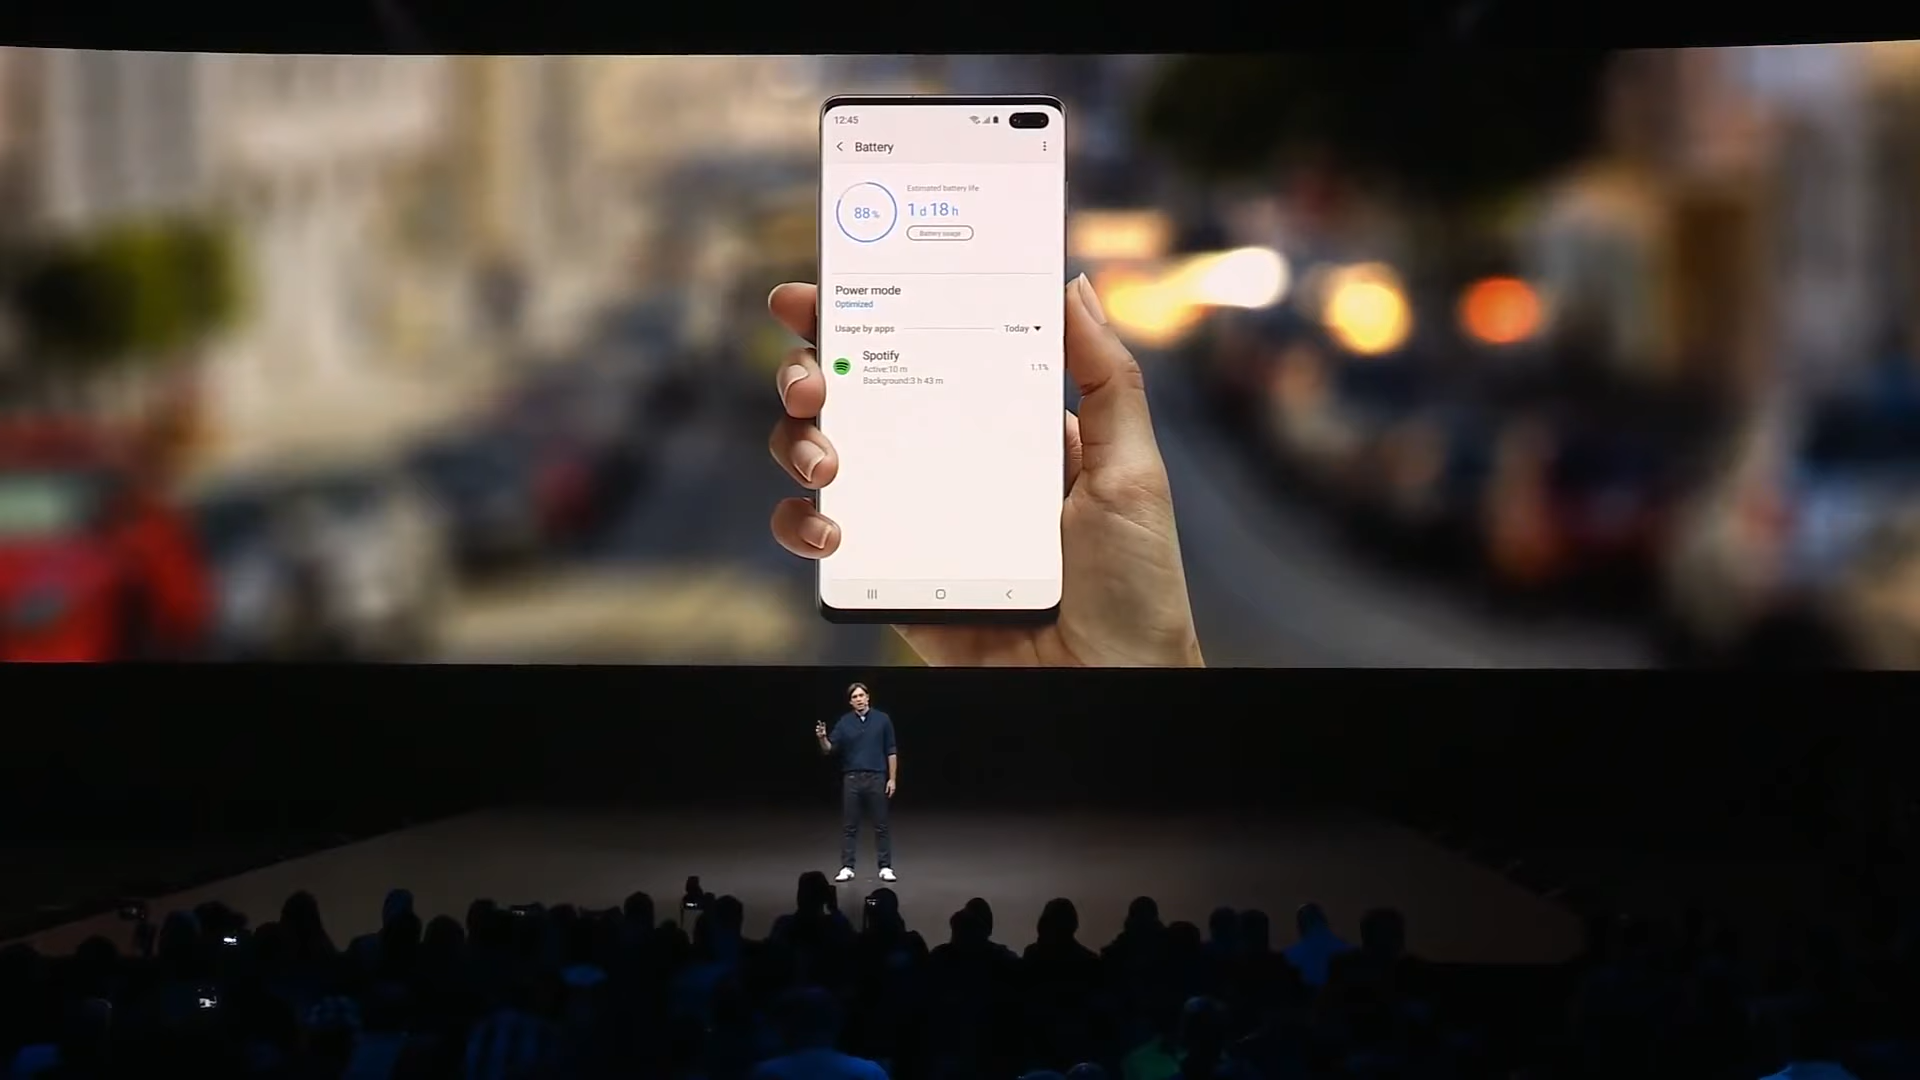 12:45
Battery
Estimated battery life
88%
1 d 18 h
Battery usage
Power mode
Optimized
Usage by apps
Today
Spotify
Active:10 m
1.1%
Background:3 h 43 m